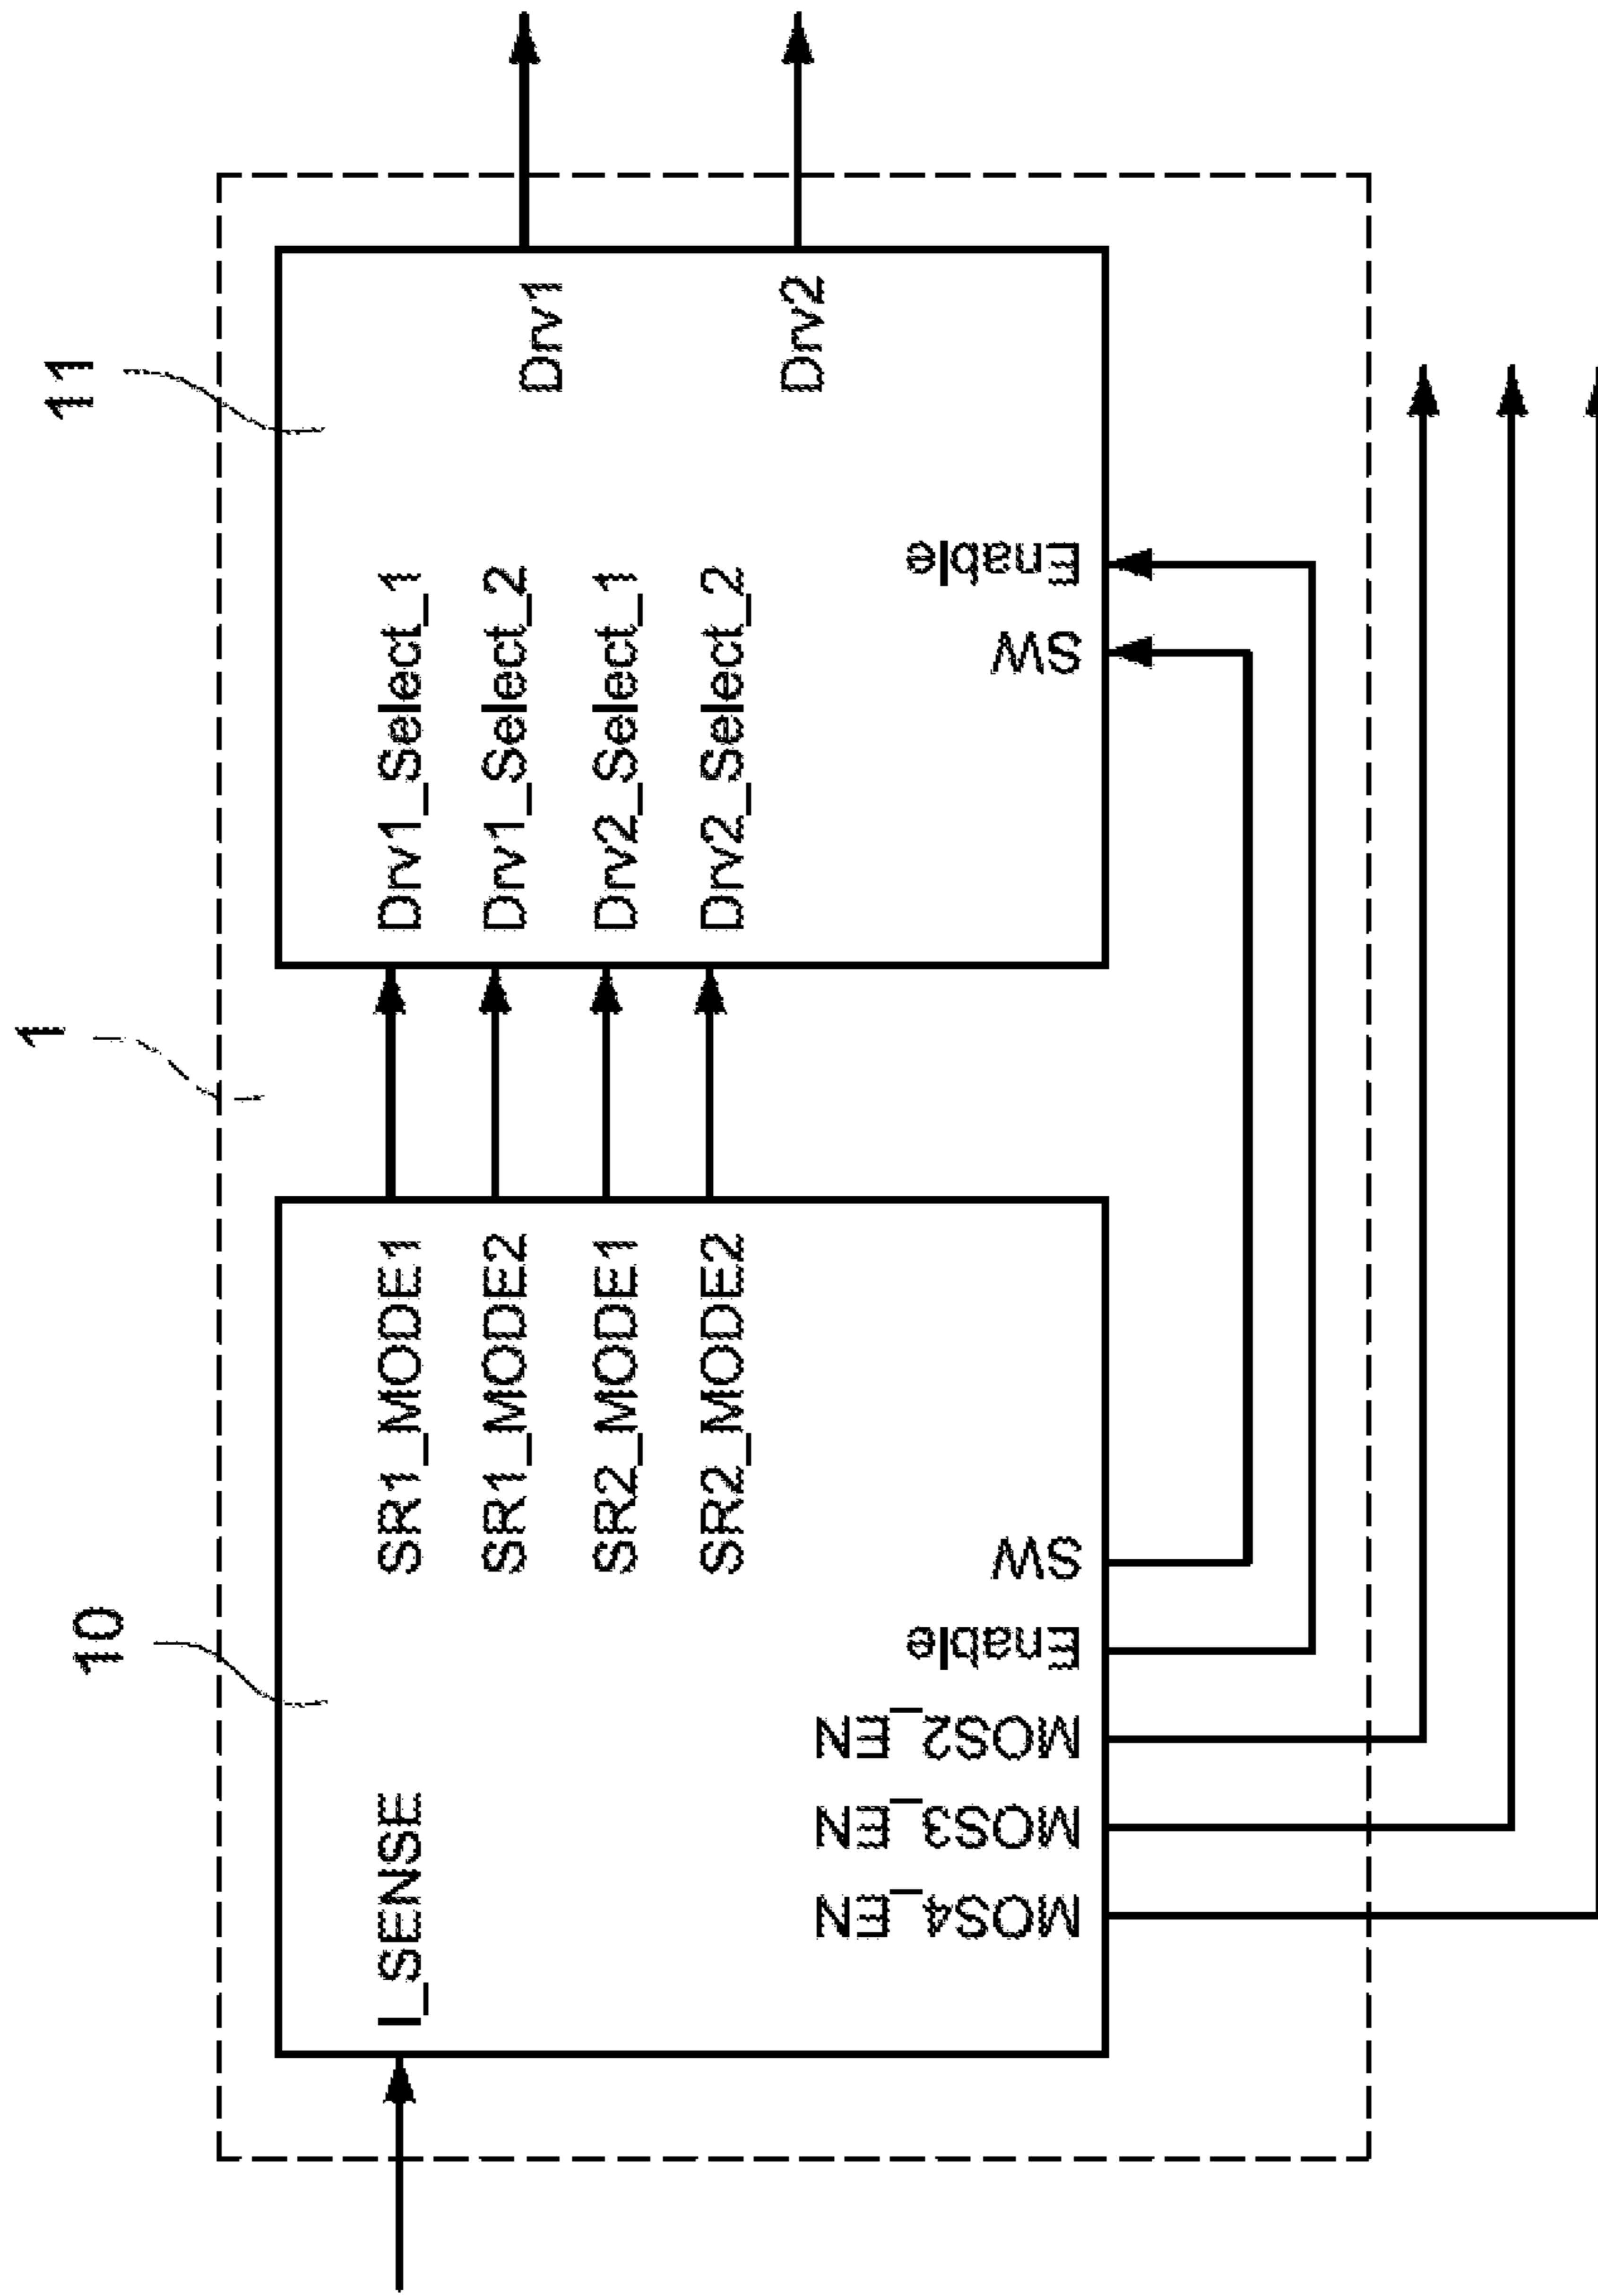 1
10
11
I_SENSE
SR1_MODE1
SR1_MODE2
SR2_MODE1
SR2_MODE2
MOS4_EN
MOS3_EN
MOS2_EN
Enable
SW
Drv1_Select_1
Drv1_Select_2
Drv2_Select_1
Drv2_Select_2
SW
Enable
Drv1
Drv2